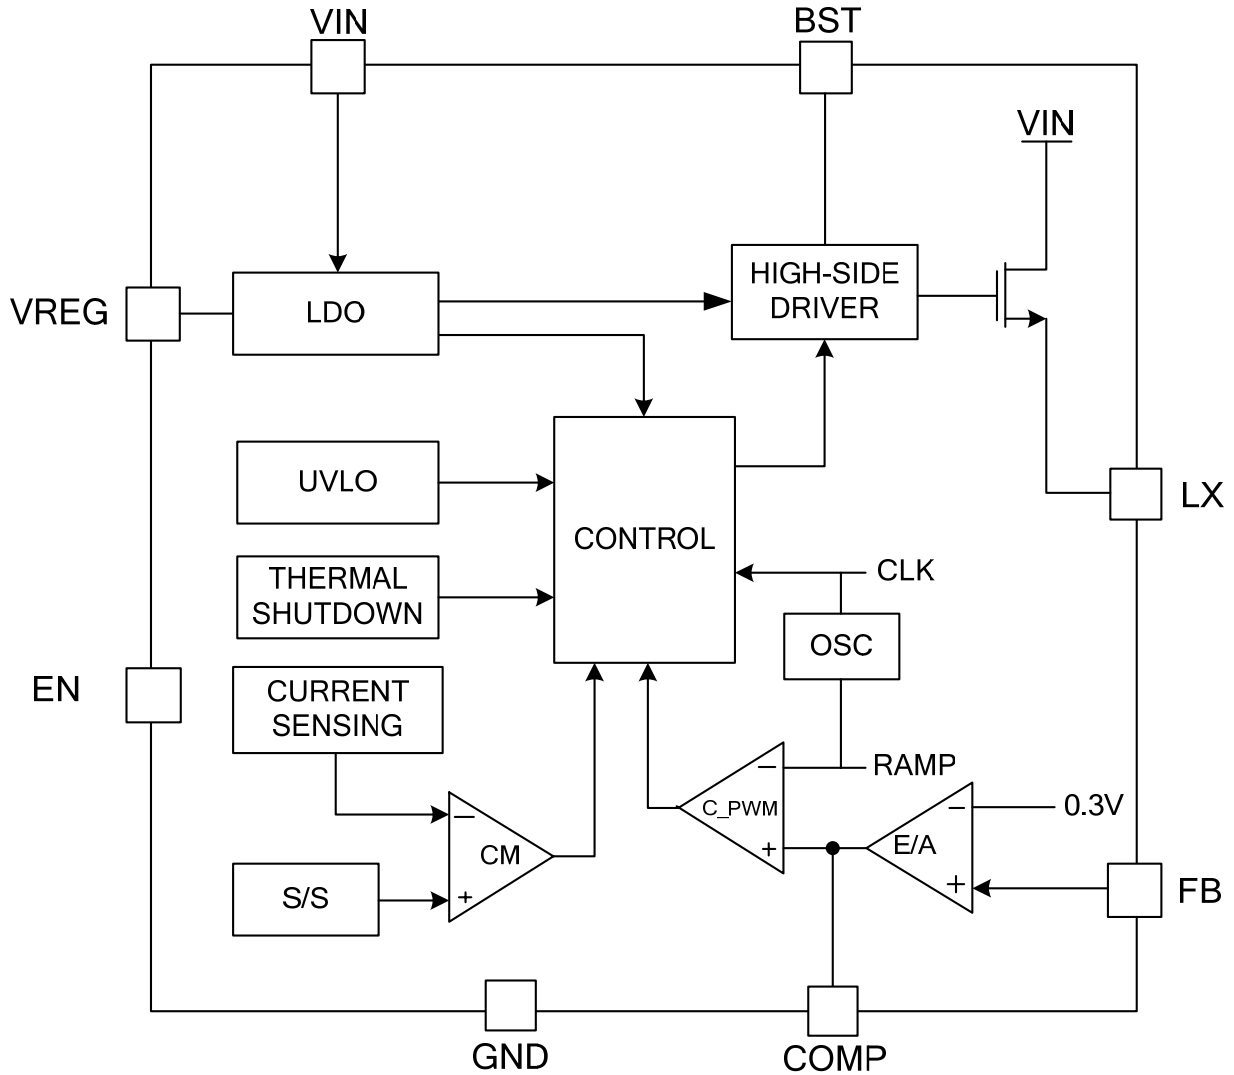 VIN
BST
VIN
VREG
LDO
HIGH-SIDE
DRIVER
UVLO
LX
CONTROL
THERMAL
SHUTDOWN
CLK
OSC
EN
CURRENT
SENSING
RAMP
−
C_PWM
+
−
0.3V
E/A
+
−
CM
+
S/S
FB
GND
COMP